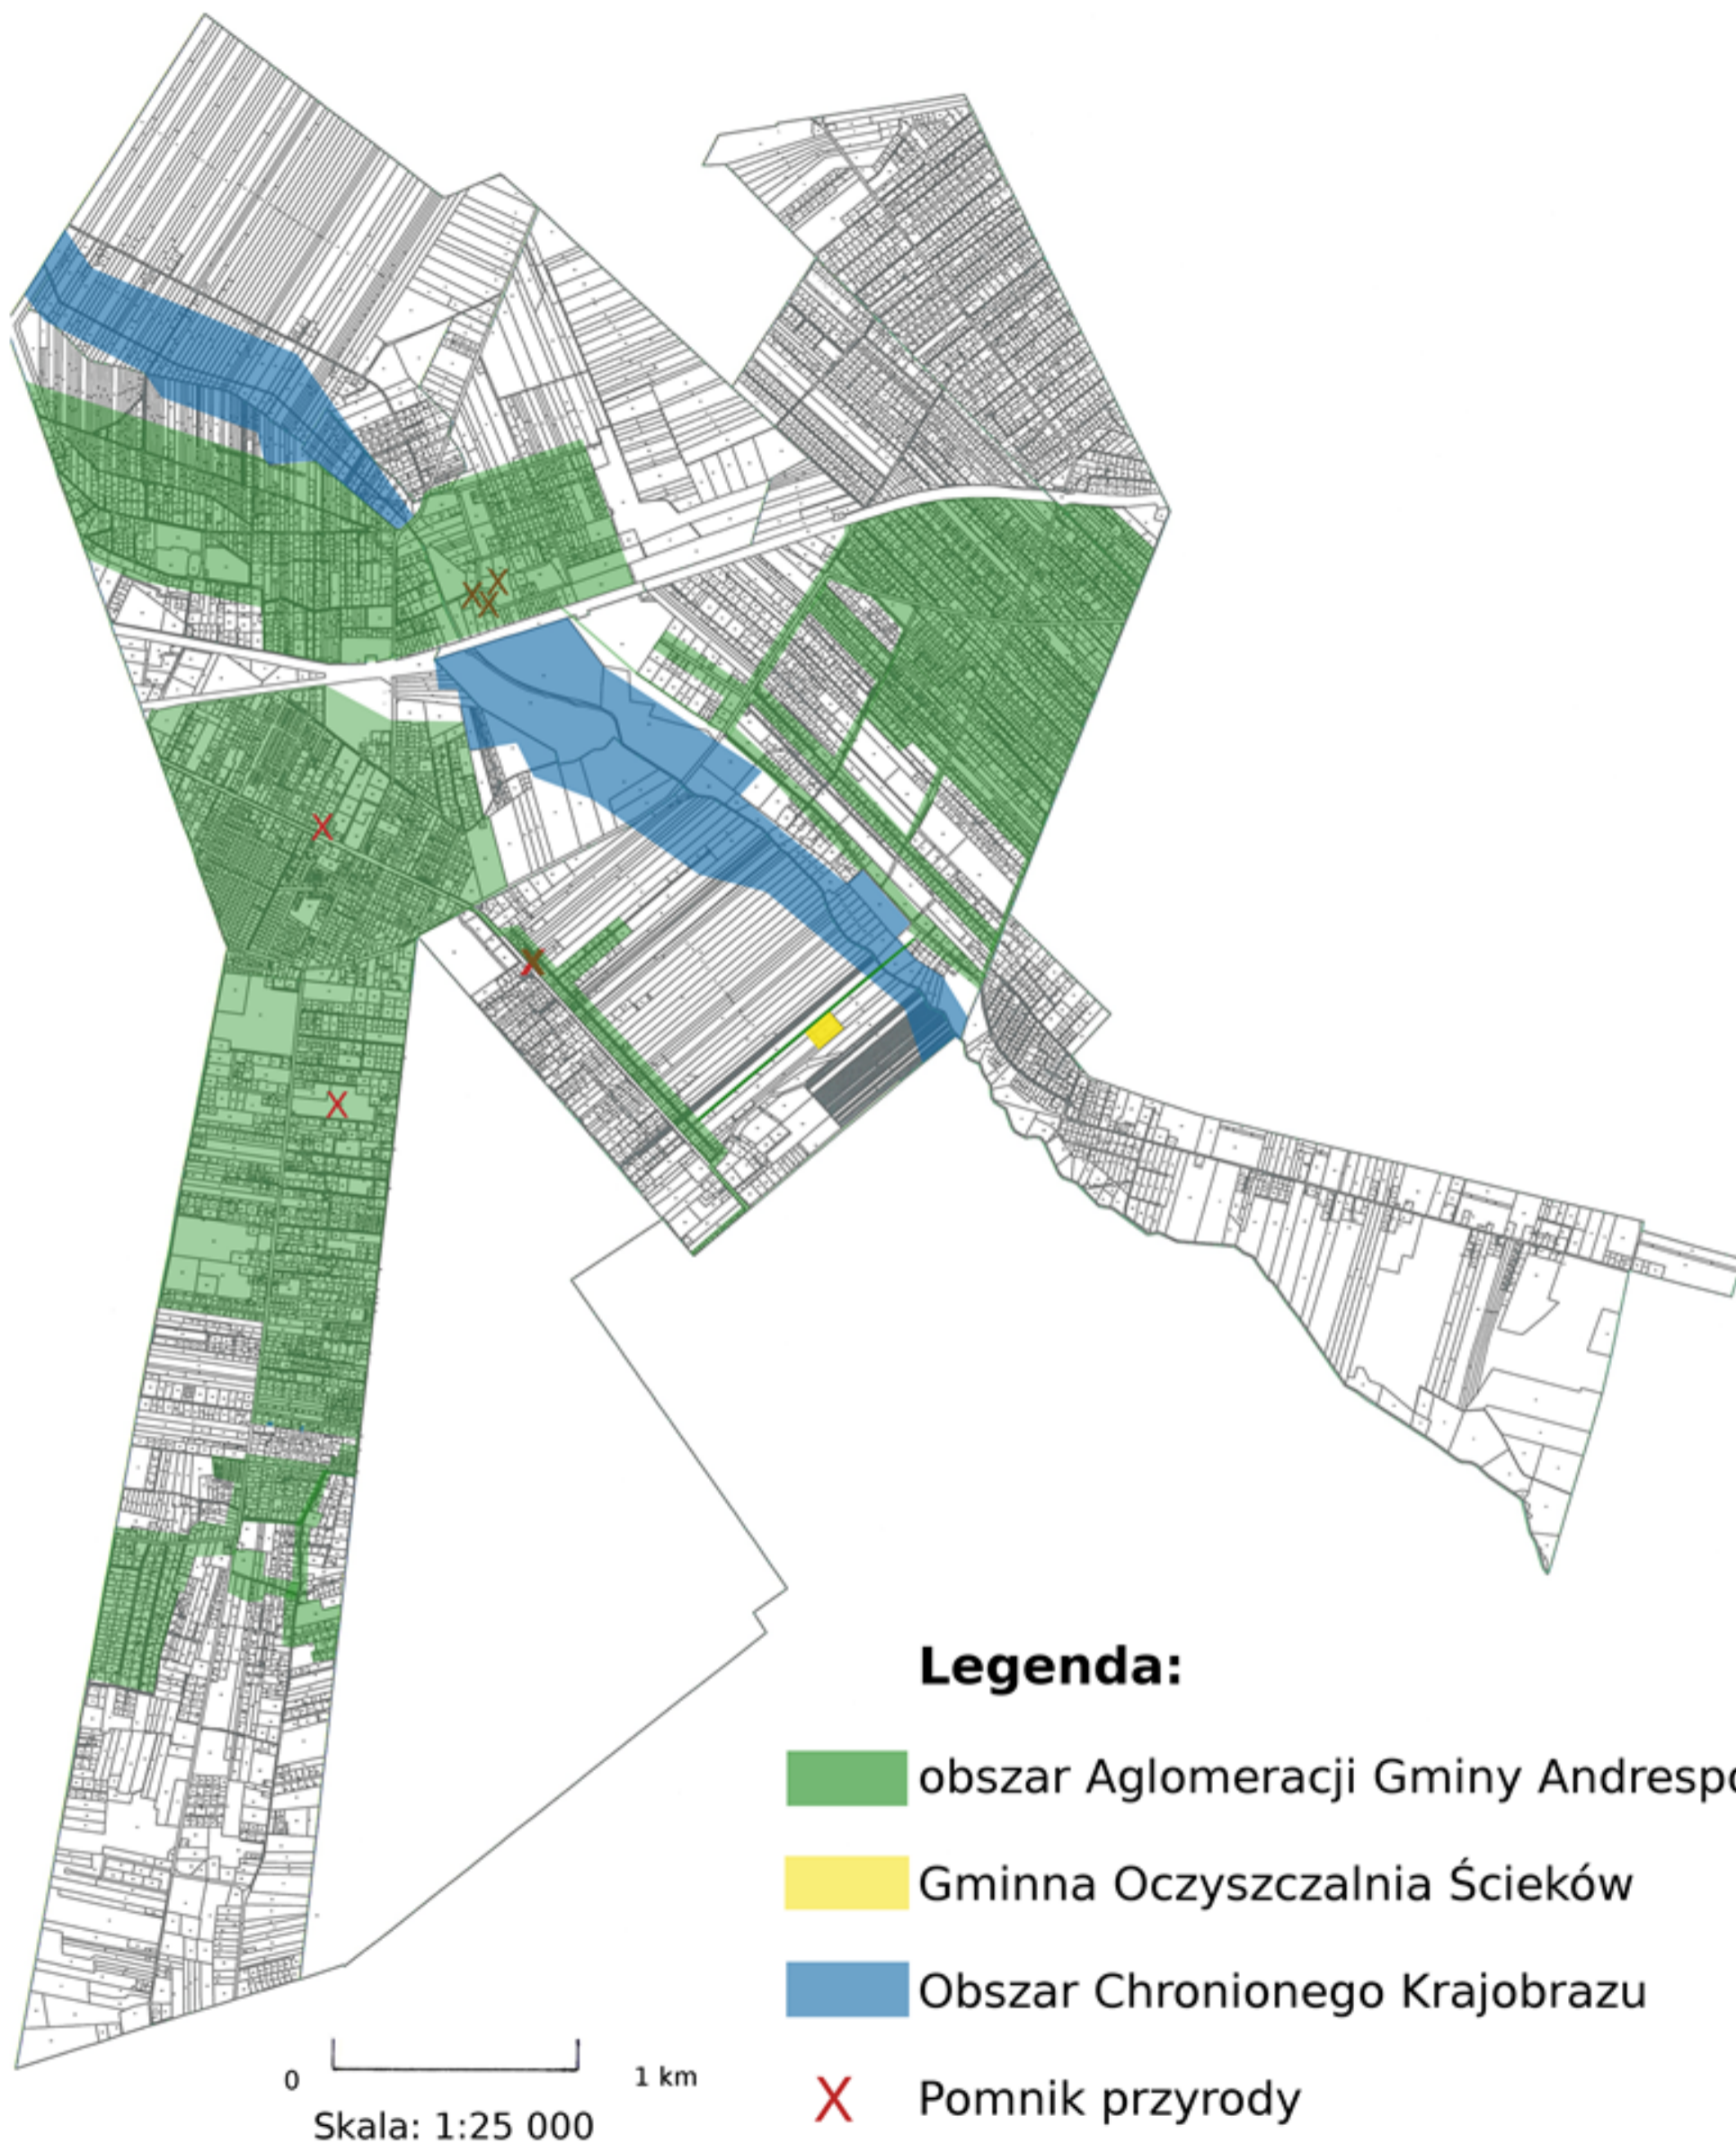 Legenda:
obszar Aglomeracji Gminy Andrespo
Gminna Oczyszczalnia Ścieków
Obszar Chronionego Krajobrazu
X Pomnik przyrody
0 1 km
Skala: 1:25 000